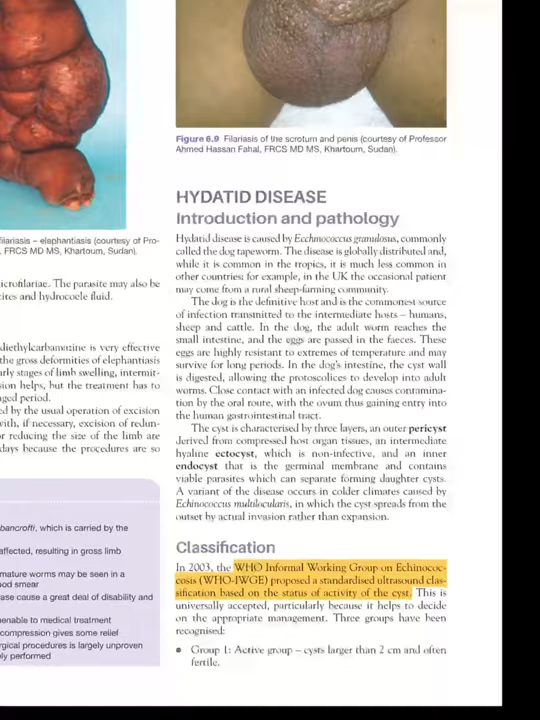 filariasis – elephantiasis (courtesy of Pro-
, FRCS MD MS, Khartoum, Sudan).
icrofilariae. The parasite may also be
cites and hydrocele fluid.
diethylcarbamazine is very effective
the gross deformities of elephantiasis
arly stages of limb swelling, intermit-
sion helps, but the treatment has to
nged period.
ed by the usual operation of excision
with, if necessary, excision of redun-
or reducing the size of the limb are
days because the procedures are so
bancrofti, which is carried by the
affected, resulting in gross limb
mature worms may be seen in a
ood smear
ase cause a great deal of disability and
menable to medical treatment
compression gives some relief
rgical procedures is largely unproven
ly performed
Figure 6.9 Filariasis of the scrotum and penis (courtesy of Professor
Ahmed Hassan Fahal, FRCS MD MS, Khartoum, Sudan).
HYDATID DISEASE
Introduction and pathology
Hydatid disease is caused by Ecchinococcus granulosus, commonly
called the dog tapeworm. The disease is globally distributed and,
while it is common in the tropics, it is much less common in
other countries; for example, in the UK the occasional patient
may come from a rural sheep-farming community.
The dog is the definitive host and is the commonest source
of infection transmitted to the intermediate hosts – humans,
sheep and cattle. In the dog, the adult worm reaches the
small intestine, and the eggs are passed in the faeces. These
eggs are highly resistant to extremes of temperature and may
survive for long periods. In the dog's intestine, the cyst wall
is digested, allowing the protoscolices to develop into adult
worms. Close contact with an infected dog causes contamina-
tion by the oral route, with the ovum thus gaining entry into
the human gastrointestinal tract.
The cyst is characterised by three layers, an outer pericyst
derived from compressed host organ tissues, an intermediate
hyaline ectocyst, which is non-infective, and an inner
endocyst that is the germinal membrane and contains
viable parasites which can separate forming daughter cysts.
A variant of the disease occurs in colder climates caused by
Echinococcus multilocularis, in which the cyst spreads from the
outset by actual invasion rather than expansion.
Classification
In 2003, the WHO Informal Working Group on Echinococ-
cosis (WHO-IWGE) proposed a standardised ultrasound clas-
sification based on the status of activity of the cyst. This is
universally accepted, particularly because it helps to decide
on the appropriate management. Three groups have been
recognised:
● Group 1: Active group – cysts larger than 2 cm and often
fertile.